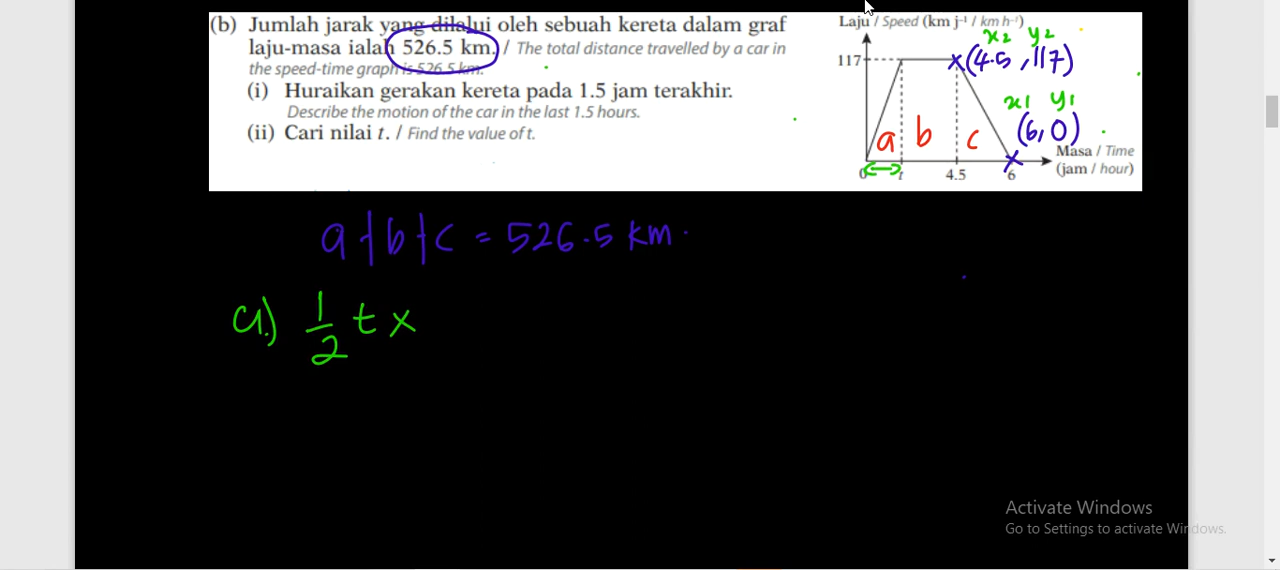 (b) Jumlah jarak yang dilalui oleh sebuah kereta dalam graf
laju-masa ialah 526.5 km. / The total distance travelled by a car in
the speed-time graph is 526.5 km.
(i) Huraikan gerakan kereta pada 1.5 jam terakhir.
Describe the motion of the car in the last 1.5 hours.
(ii) Cari nilai t. / Find the value of t.
Laju / Speed (km j⁻¹ / km h⁻¹)
x2 y2
117
x(4.5, 117)
x1 y1
(6, 0)
a b c
Masa / Time
(jam / hour)
0 t 4.5 6
a+b+c = 526.5 km.
a) 1/2 t x
Activate Windows
Go to Settings to activate Windows.